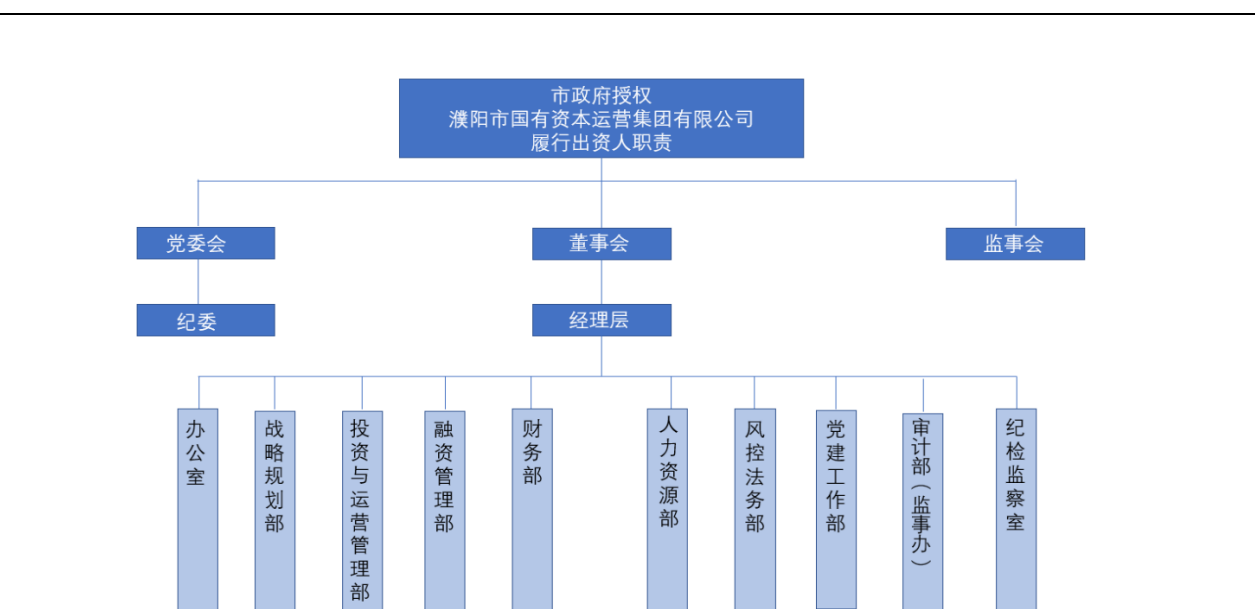 市政府授权
濮阳市国有资本运营集团有限公司
履行出资人职责
党委会
董事会
监事会
纪委
经理层
办公室
战略规划部
投资与运营管理部
融资管理部
财务部
人力资源部
风控法务部
党建工作部
审计部（监事办）
纪检监察室